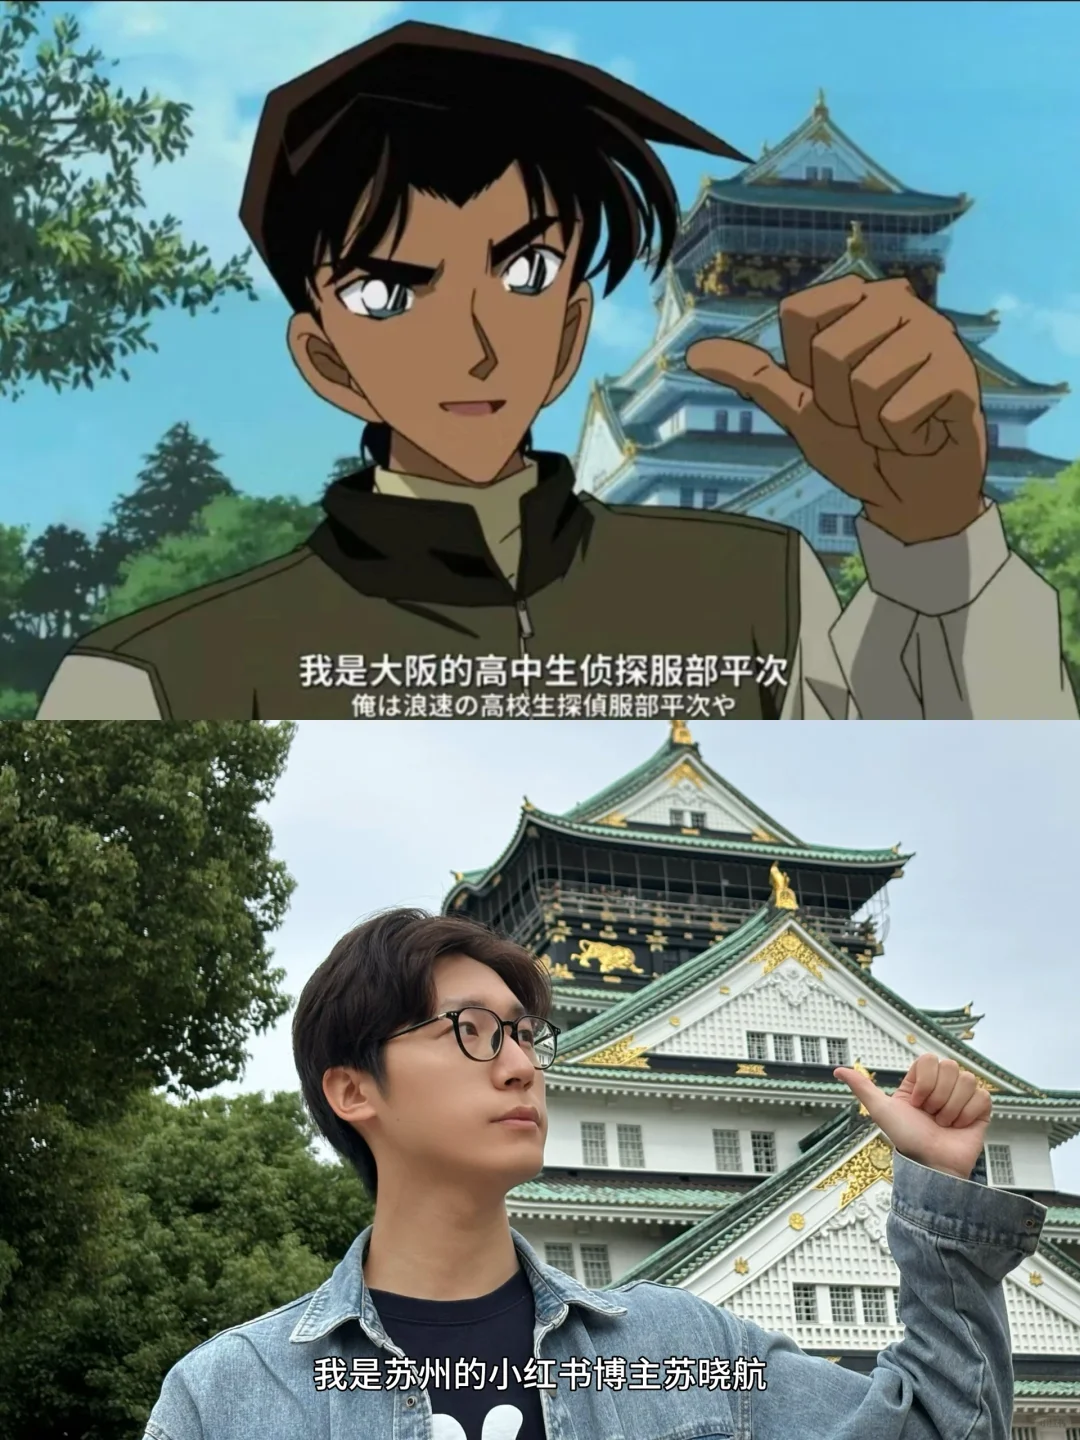 我是大阪的高中生侦探服部平次
俺は浪速の高校生探偵服部平次や
我是苏州的小红书博主苏晓航